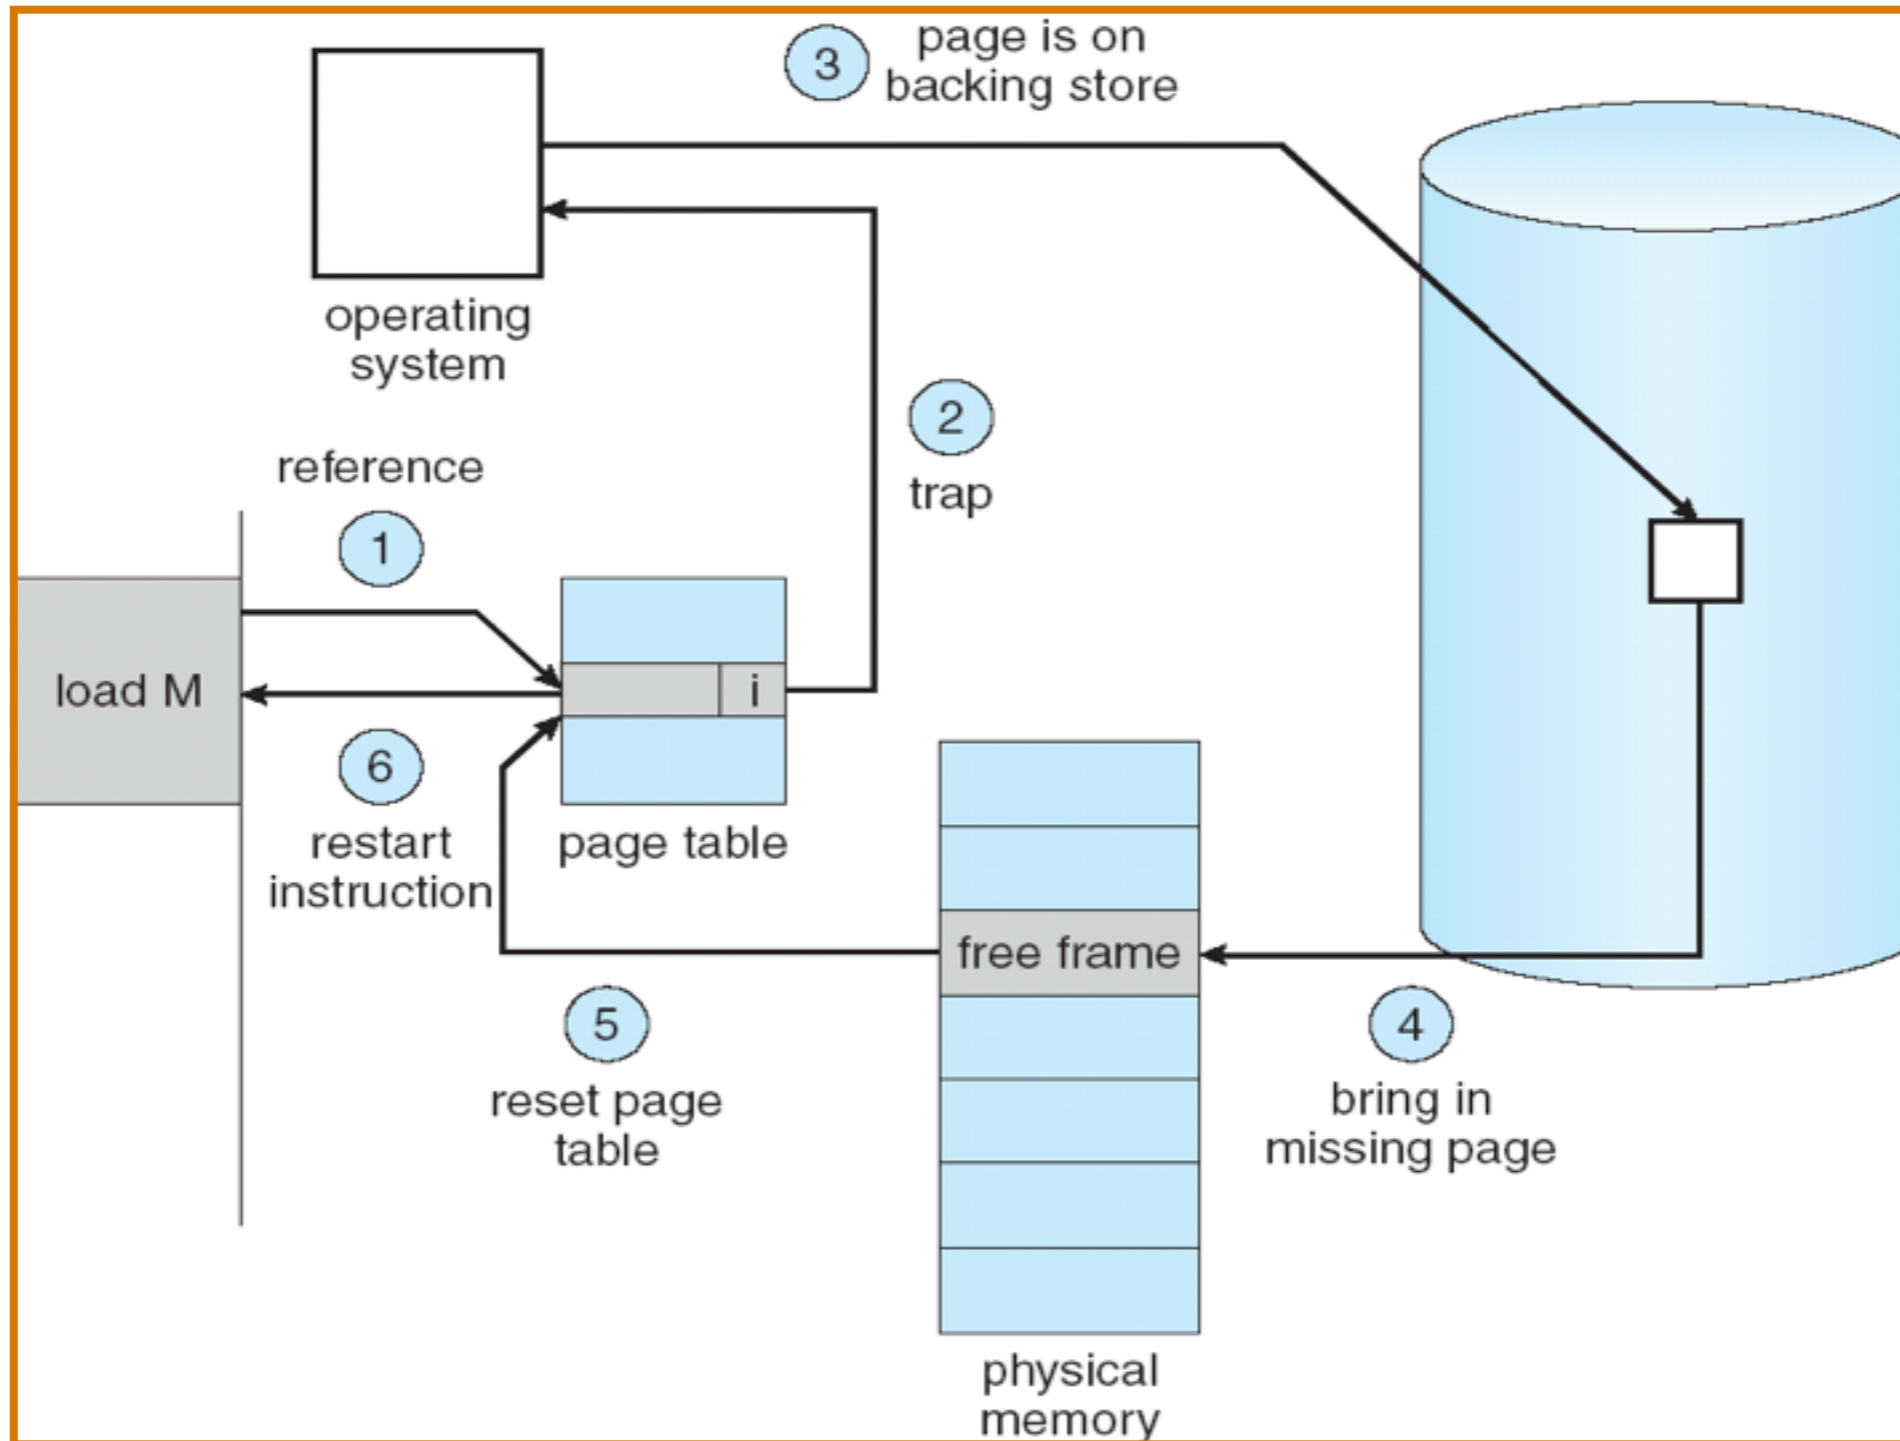 3
page is on
backing store
operating
system
2
trap
reference
1
load M
i
6
restart
instruction
page table
free frame
5
reset page
table
4
bring in
missing page
physical
memory